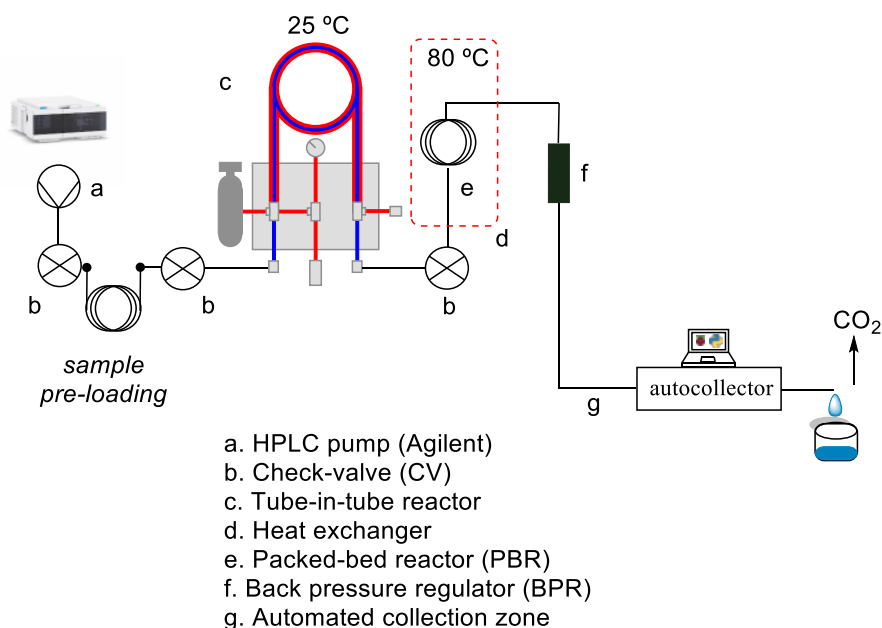 25 ºC
80 ºC
c
a
f
e
d
b
b
b
sample
pre-loading
CO2
autocollector
g
a. HPLC pump (Agilent)
b. Check-valve (CV)
c. Tube-in-tube reactor
d. Heat exchanger
e. Packed-bed reactor (PBR)
f. Back pressure regulator (BPR)
g. Automated collection zone